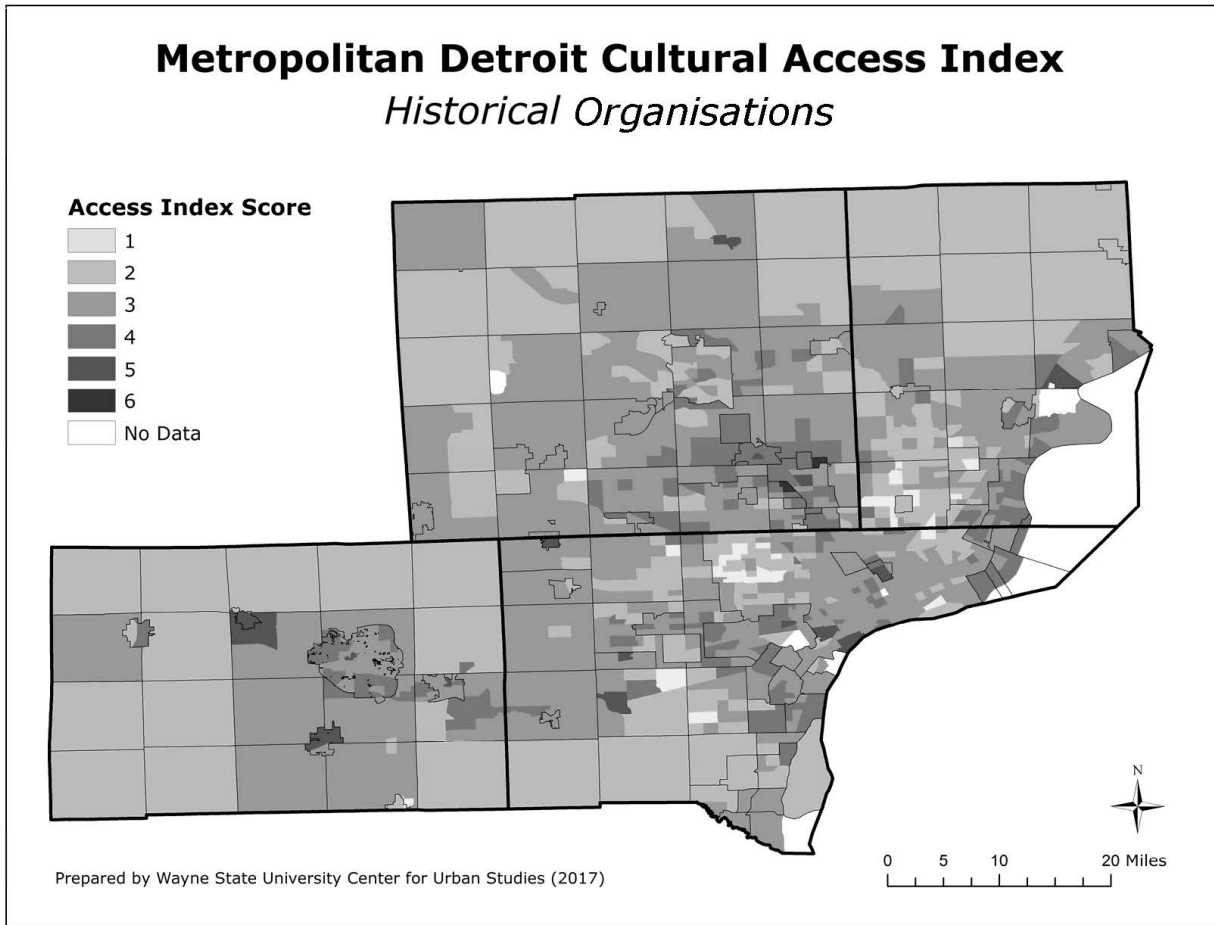 Metropolitan Detroit Cultural Access Index
Historical Organisations
Access Index Score
1
2
3
4
5
6
No Data
N
0 5 10 20 Miles
Prepared by Wayne State University Center for Urban Studies (2017)